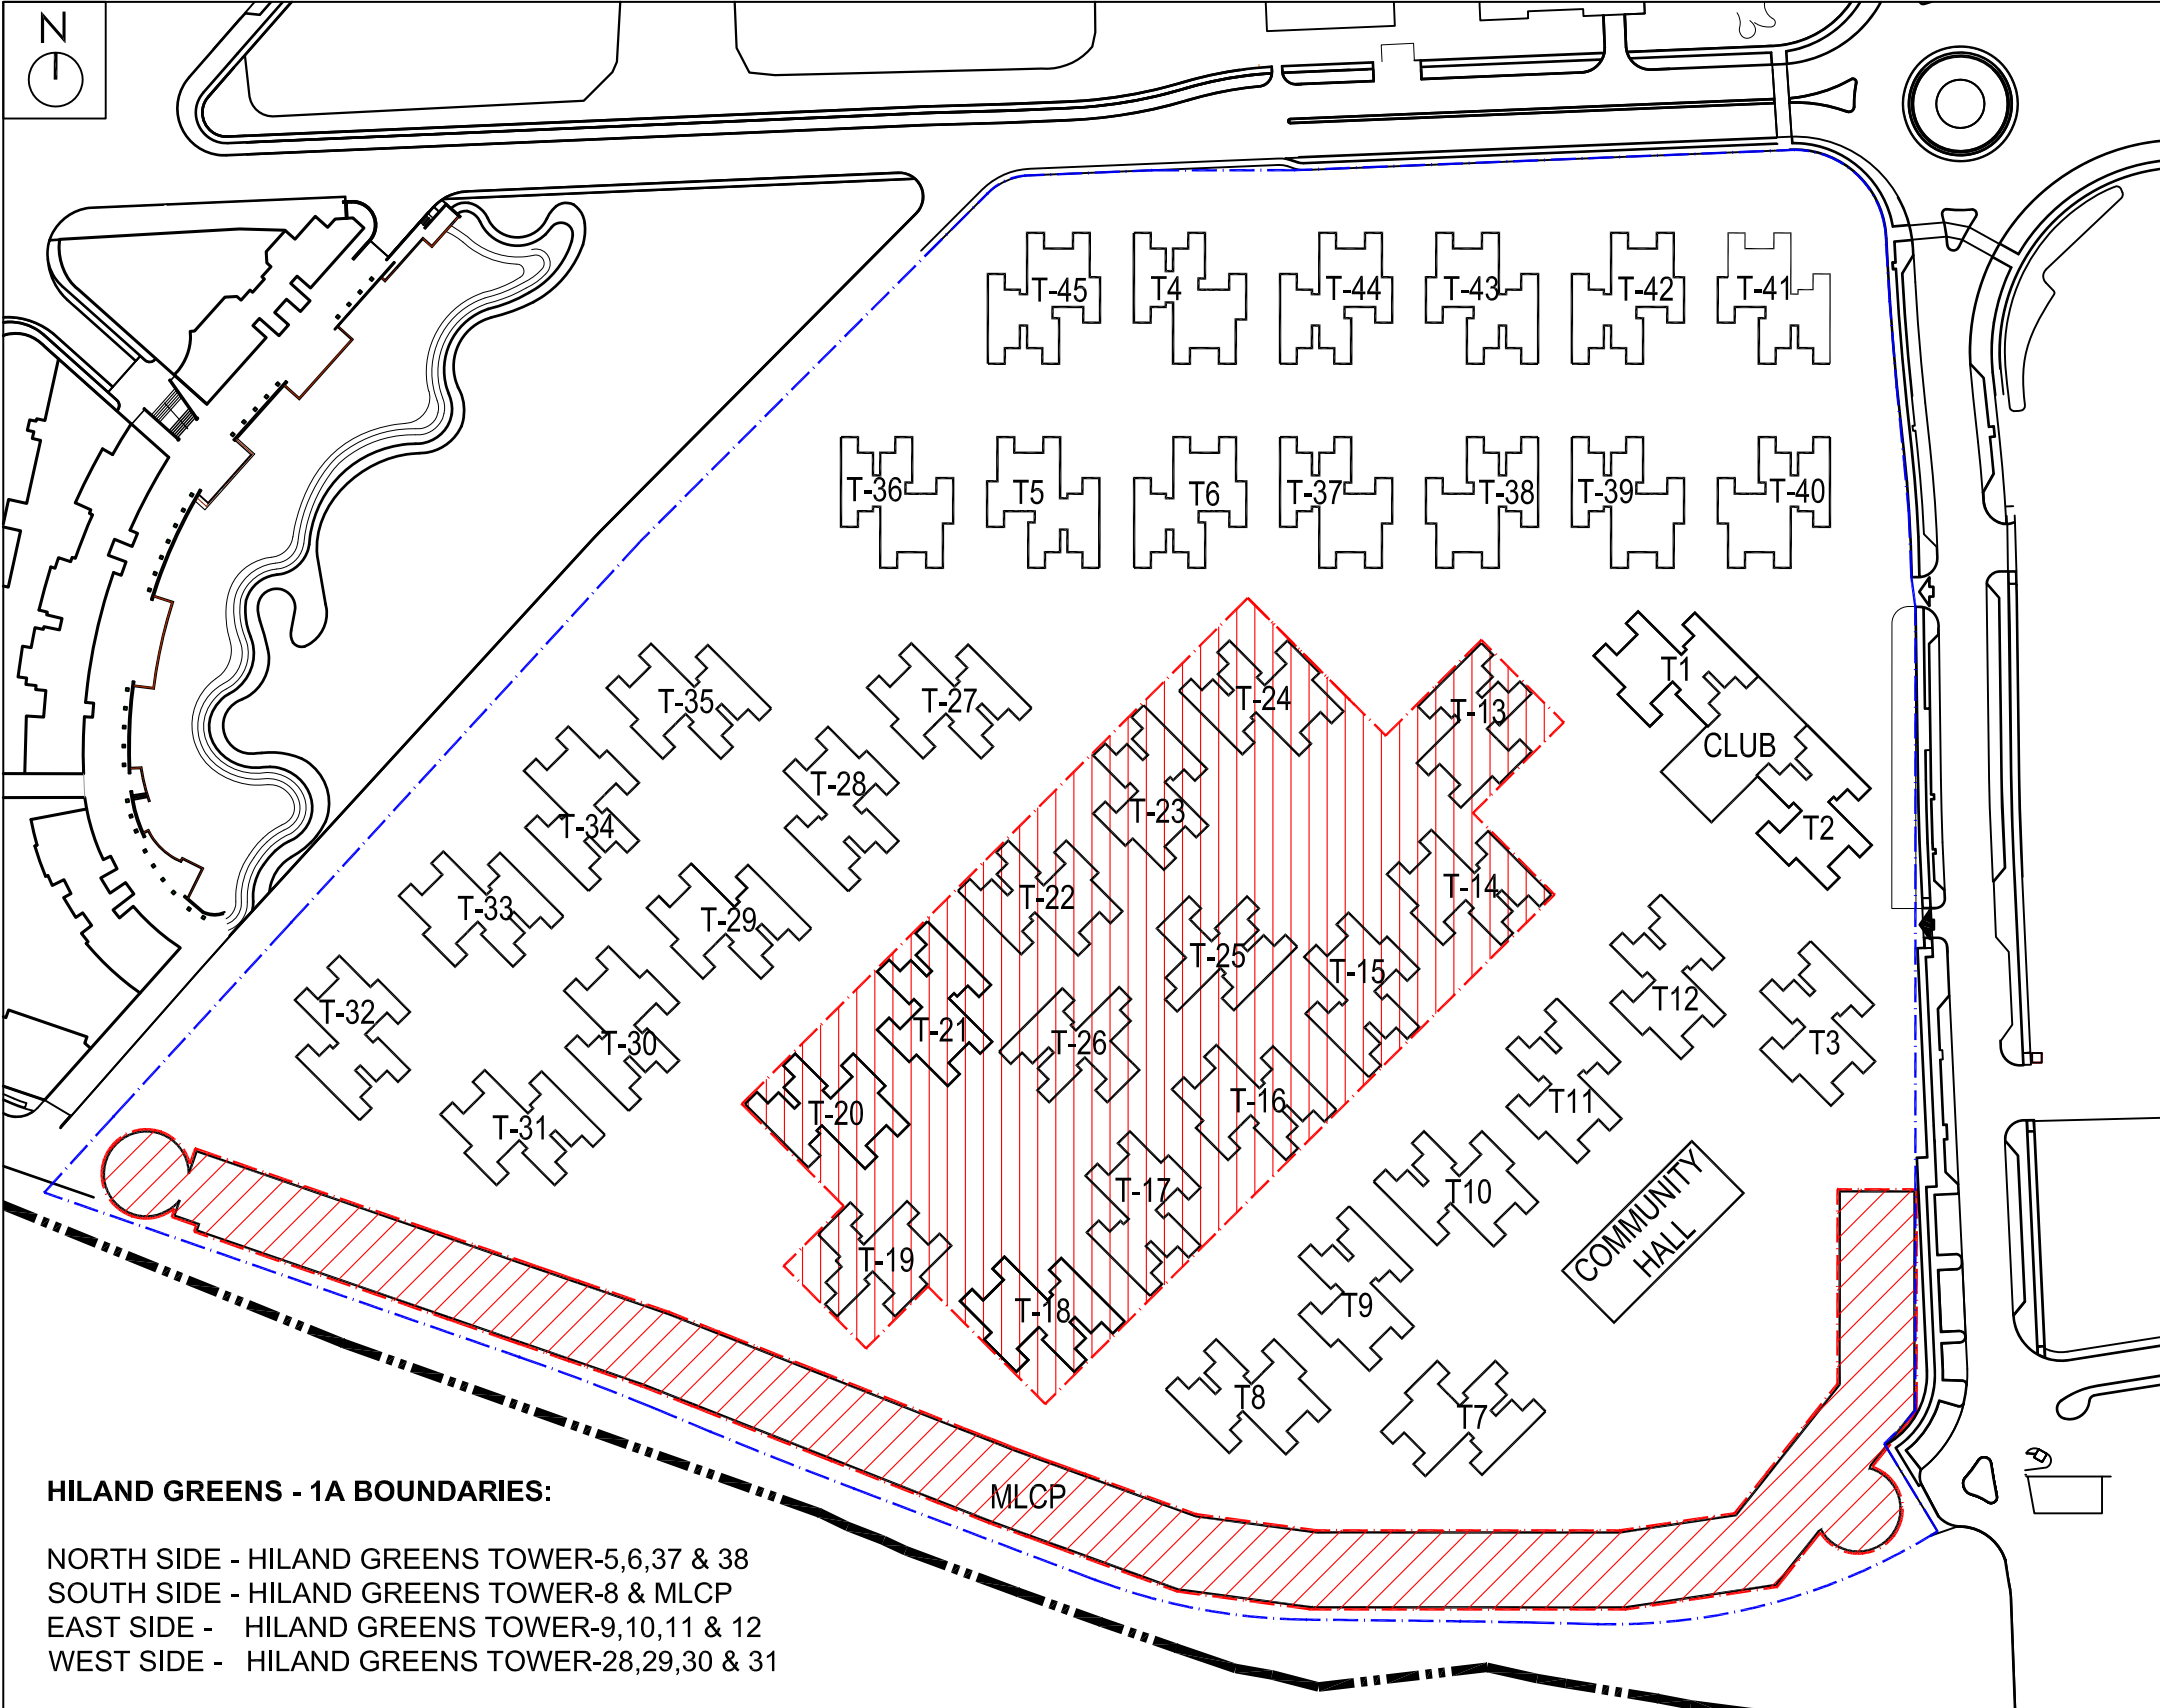 N
T-45
T4
T-44
T-43
T-42
T-41
T-36
T5
T6
T-37
T-38
T-39
T-40
T-35
T-27
T-24
T-13
T1
CLUB
T-28
T-34
T-23
T2
T-33
T-29
T-22
T-14
T-25
T-15
T-32
T-30
T-21
T-26
T12
T3
T-31
T-20
T-16
T11
T-17
T10
COMMUNITY
HALL
T-19
T-18
T9
T8
T7
MLCP
HILAND GREENS - 1A BOUNDARIES:
NORTH SIDE - HILAND GREENS TOWER-5,6,37 & 38
SOUTH SIDE - HILAND GREENS TOWER-8 & MLCP
EAST SIDE - HILAND GREENS TOWER-9,10,11 & 12
WEST SIDE - HILAND GREENS TOWER-28,29,30 & 31